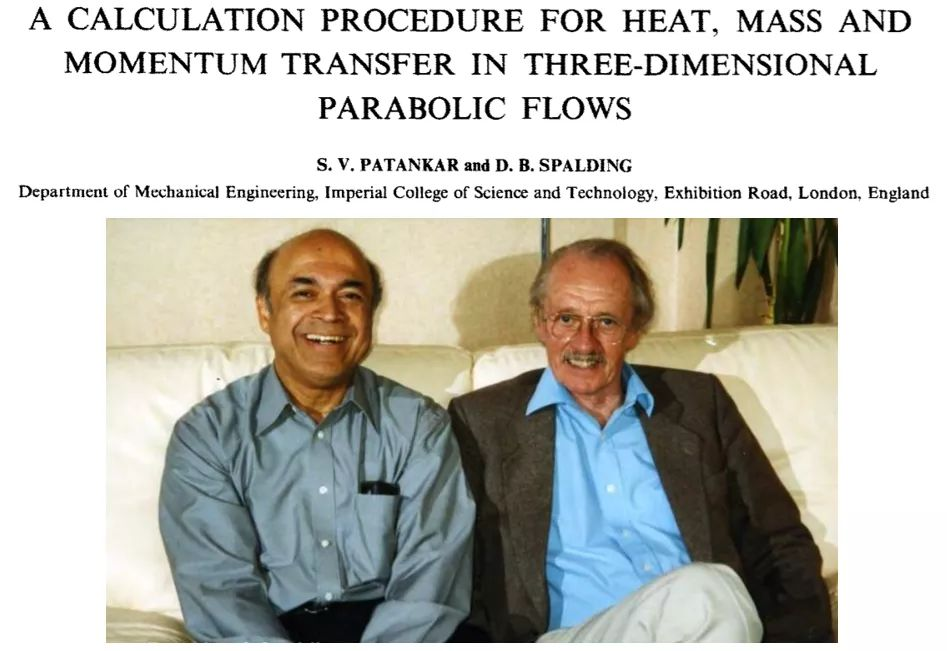 A CALCULATION PROCEDURE FOR HEAT, MASS AND
MOMENTUM TRANSFER IN THREE-DIMENSIONAL
PARABOLIC FLOWS
S. V. PATANKAR and D. B. SPALDING
Department of Mechanical Engineering, Imperial College of Science and Technology, Exhibition Road, London, England